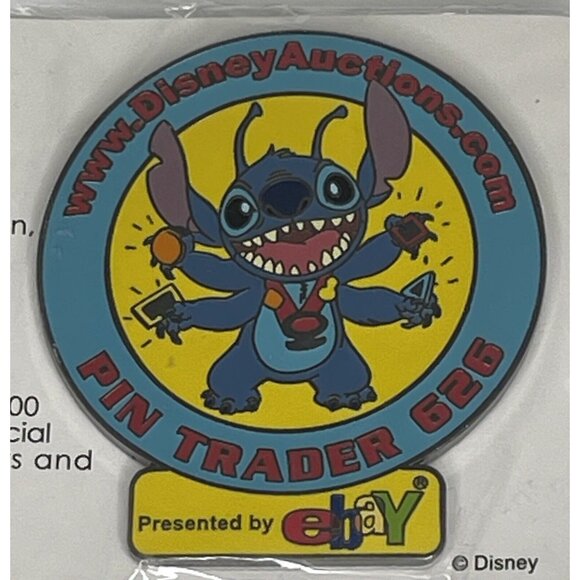 www.DisneyAuctions.com
n,
00
cial
s and
PIN TRADER 626
Presented by ebaY®
© Disney